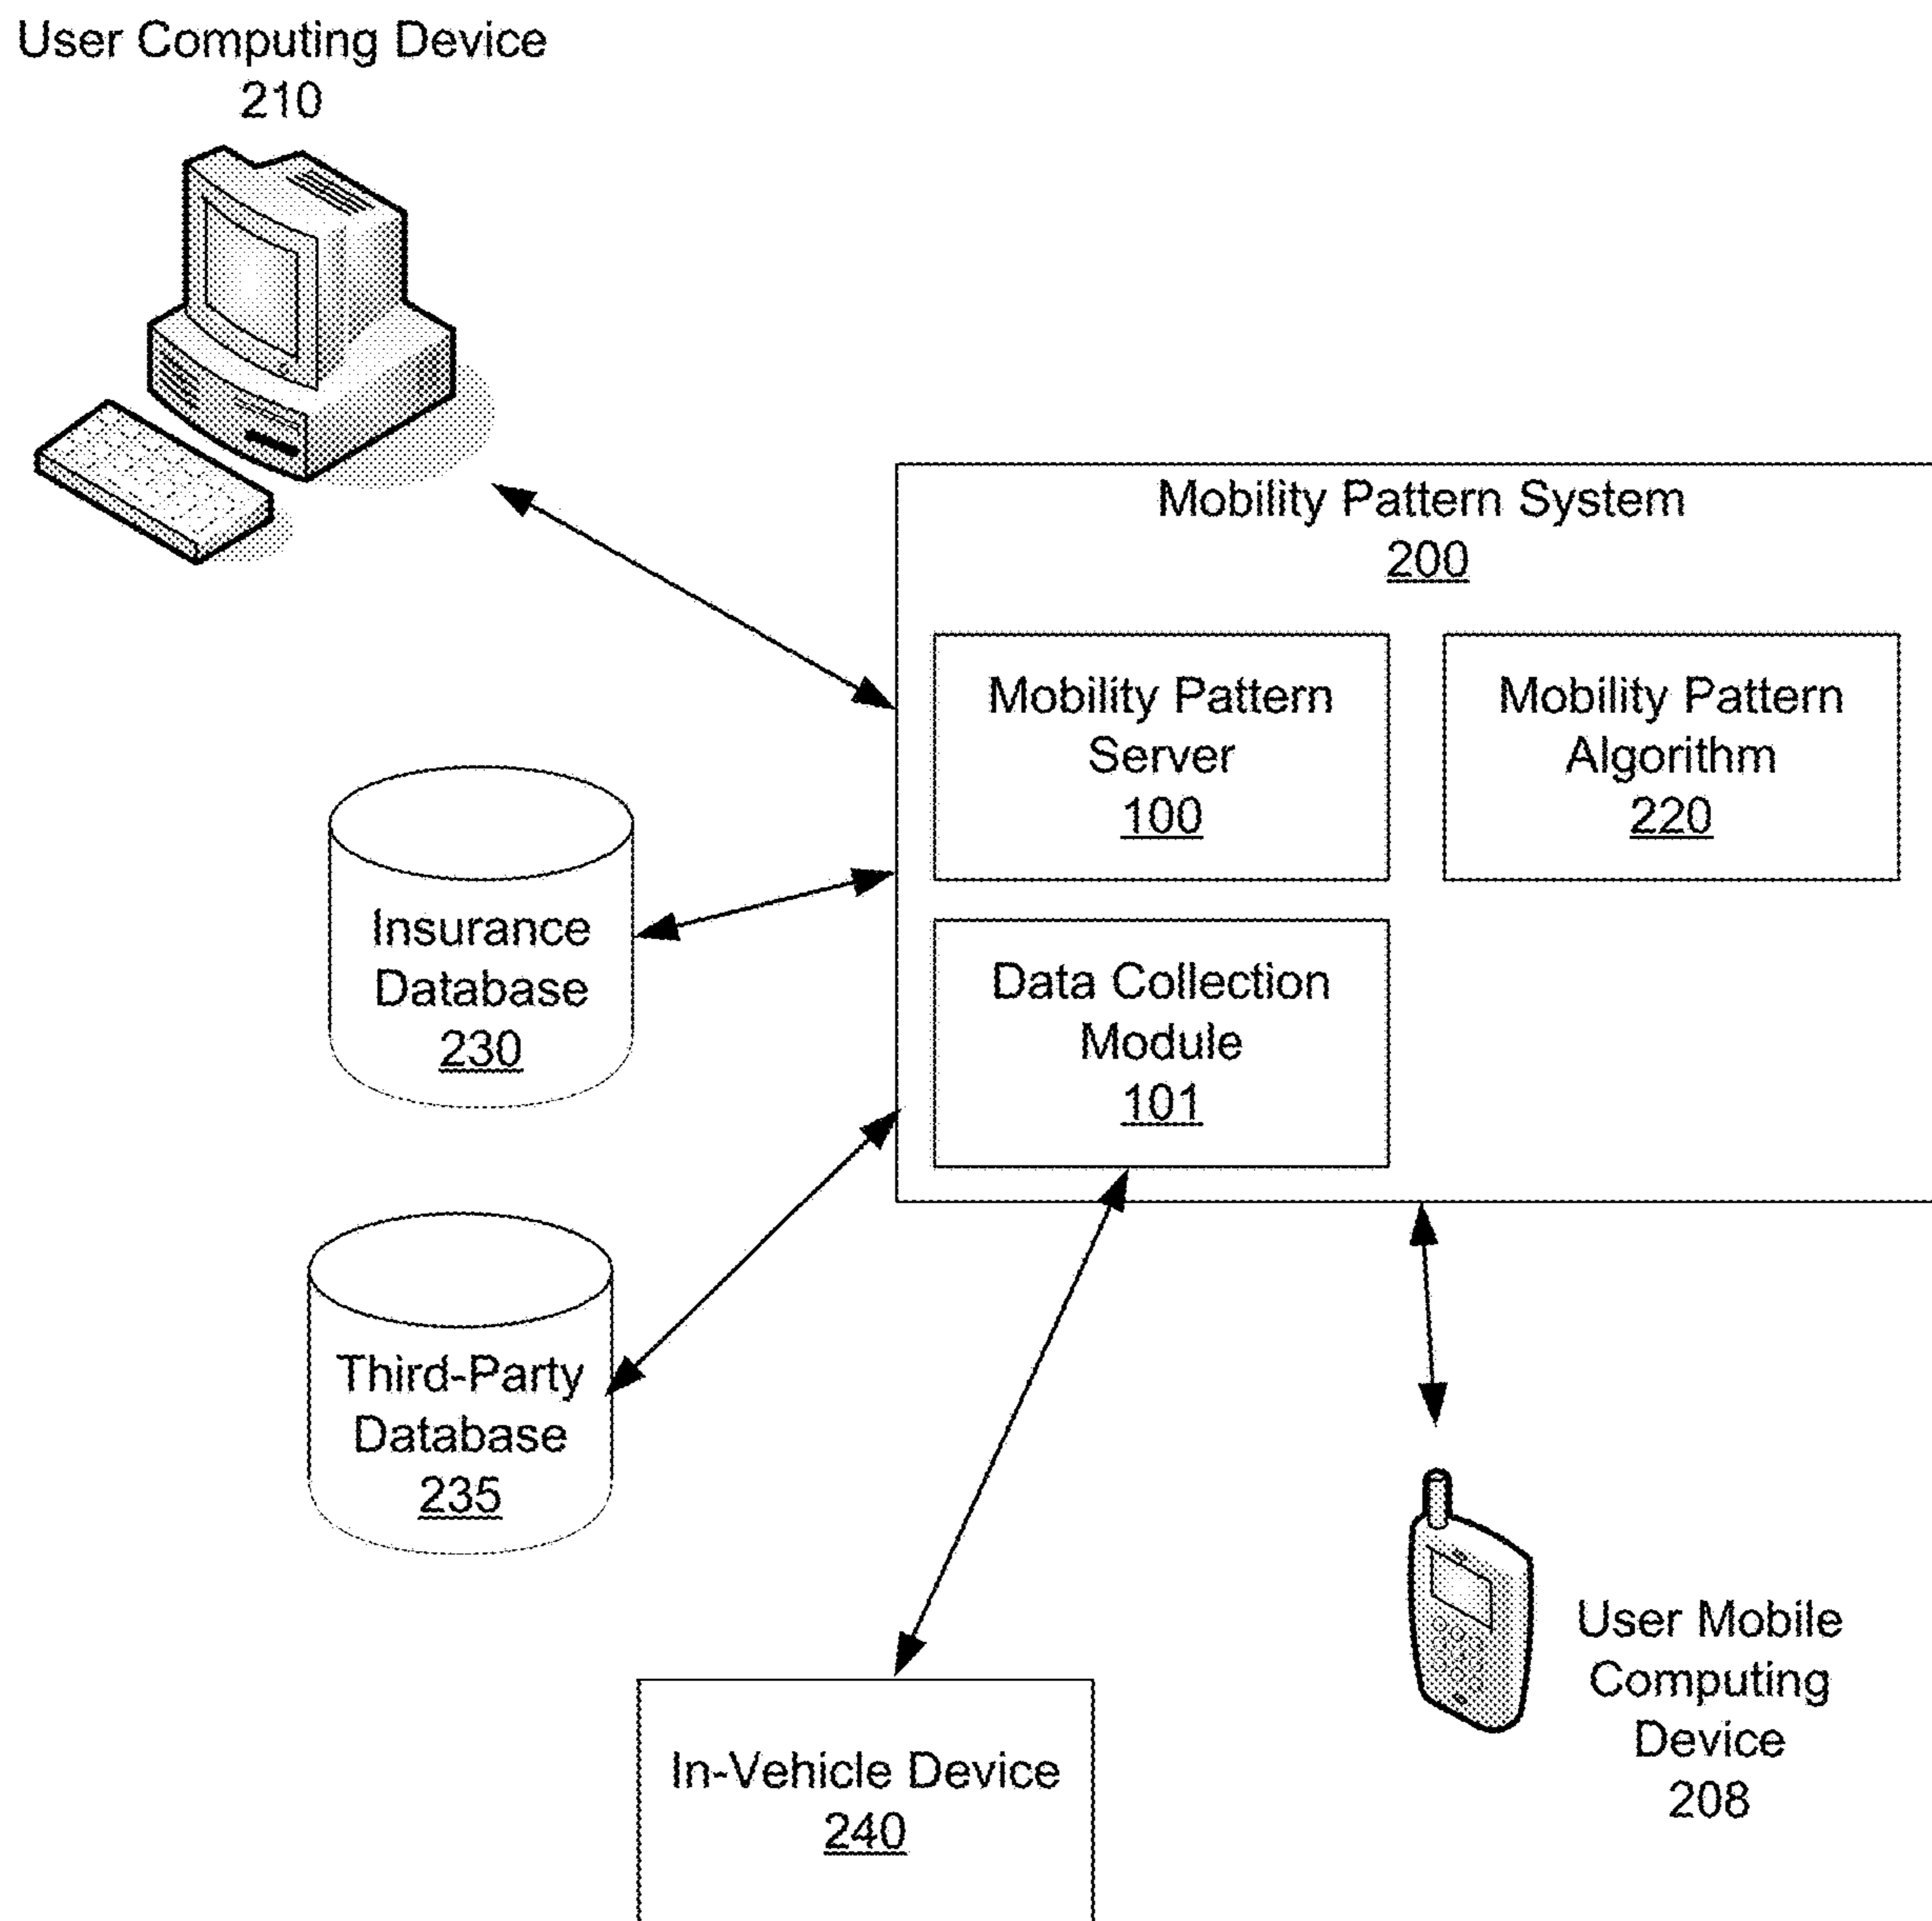 User Computing Device
210
Mobility Pattern System
200
Mobility Pattern
Server
100
Mobility Pattern
Algorithm
220
Insurance
Database
230
Data Collection
Module
101
Third-Party
Database
235
In-Vehicle Device
240
User Mobile
Computing
Device
208